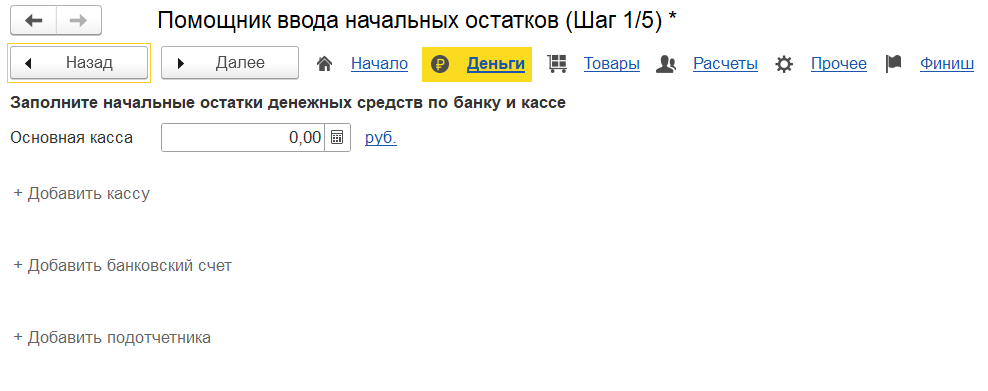 Помощник ввода начальных остатков (Шаг 1/5) *
Назад Далее Начало Деньги Товары Расчеты Прочее Финиш
Заполните начальные остатки денежных средств по банку и кассе
Основная касса 0,00 руб.
+ Добавить кассу
+ Добавить банковский счет
+ Добавить подотчетника